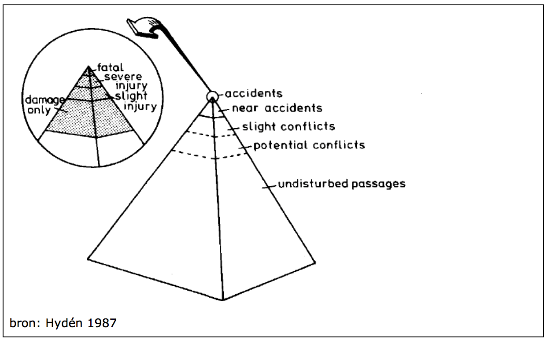 fatal
severe
injury
slight
injury
damage
only
accidents
near accidents
slight conflicts
potential conflicts
undisturbed passages
bron: Hydén 1987